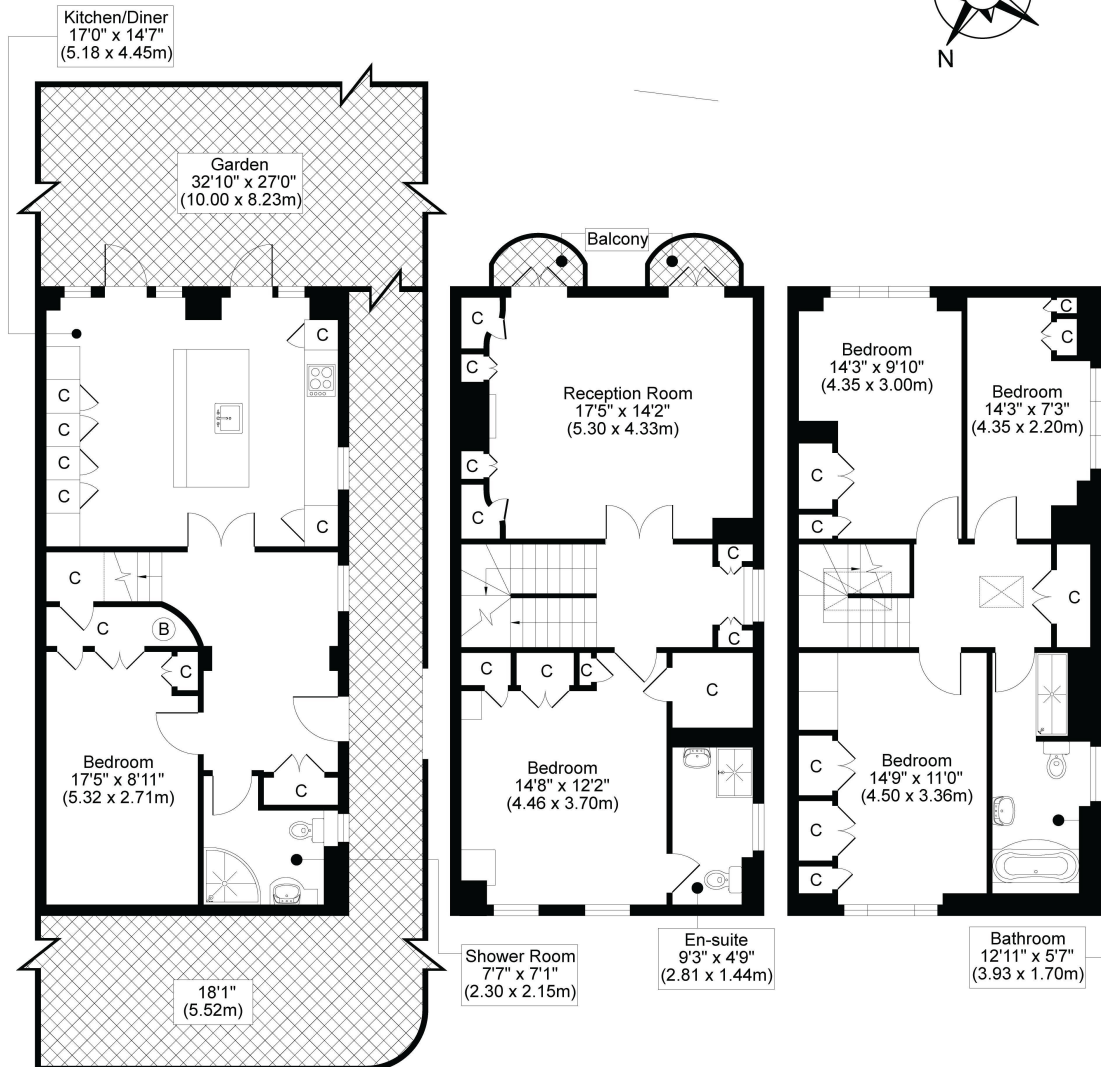 Kitchen/Diner
17'0" x 14'7"
(5.18 x 4.45m)
N
Garden
32'10" x 27'0"
(10.00 x 8.23m)
C
C
C
C
C
C
C
C
B
C
Bedroom
17'5" x 8'11"
(5.32 x 2.71m)
C
18'1"
(5.52m)
Shower Room
7'7" x 7'1"
(2.30 x 2.15m)
Balcony
C
C
Reception Room
17'5" x 14'2"
(5.30 x 4.33m)
C
C
C
C
C
C
C
C
Bedroom
14'8" x 12'2"
(4.46 x 3.70m)
En-suite
9'3" x 4'9"
(2.81 x 1.44m)
Bedroom
14'3" x 9'10"
(4.35 x 3.00m)
C
C
C
C
Bedroom
14'3" x 7'3"
(4.35 x 2.20m)
C
Bedroom
14'9" x 11'0"
(4.50 x 3.36m)
C
C
C
Bathroom
12'11" x 5'7"
(3.93 x 1.70m)